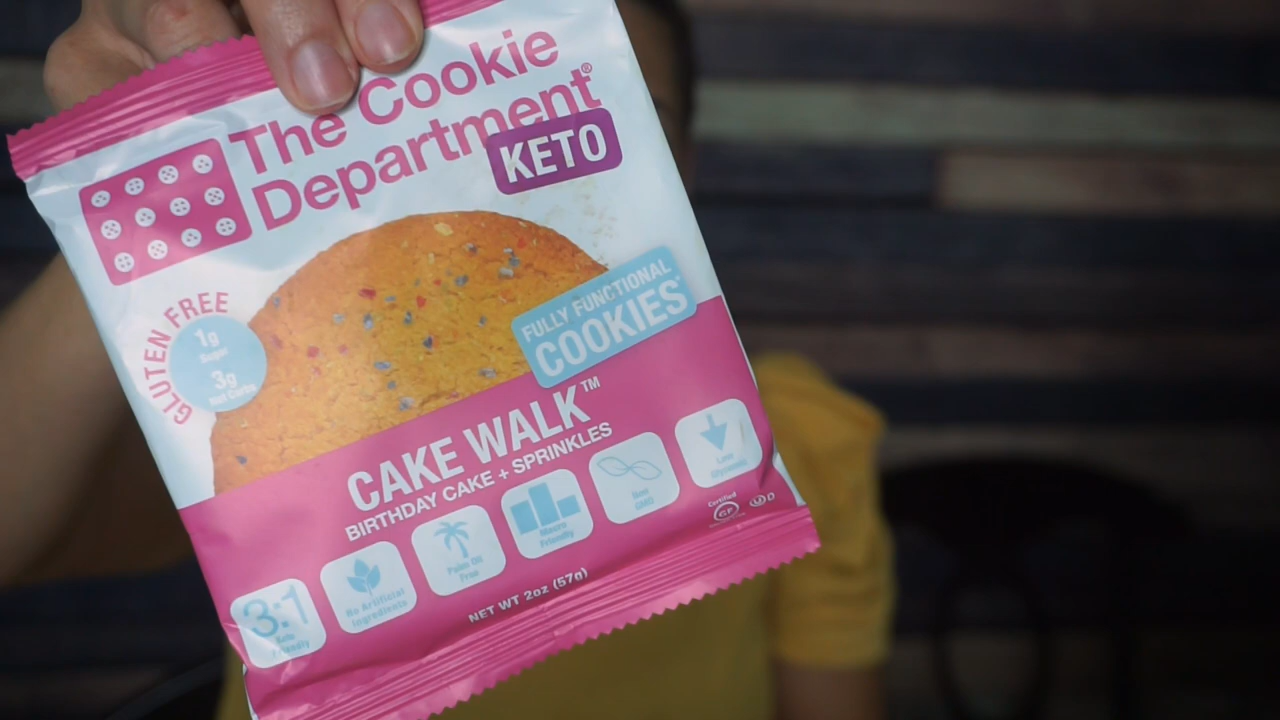 The Cookie
Department®
KETO
GLUTEN FREE
1g
Sugar
3g
Net Carbs
FULLY FUNCTIONAL
COOKIES
CAKE WALK™
BIRTHDAY CAKE + SPRINKLES
3:1
Friendly
No Artificial
Ingredients
Palm Oil
Free
Macro
Friendly
Non
GMO
Low
Glycemic
Certified
GF
NET WT 2oz (57g)